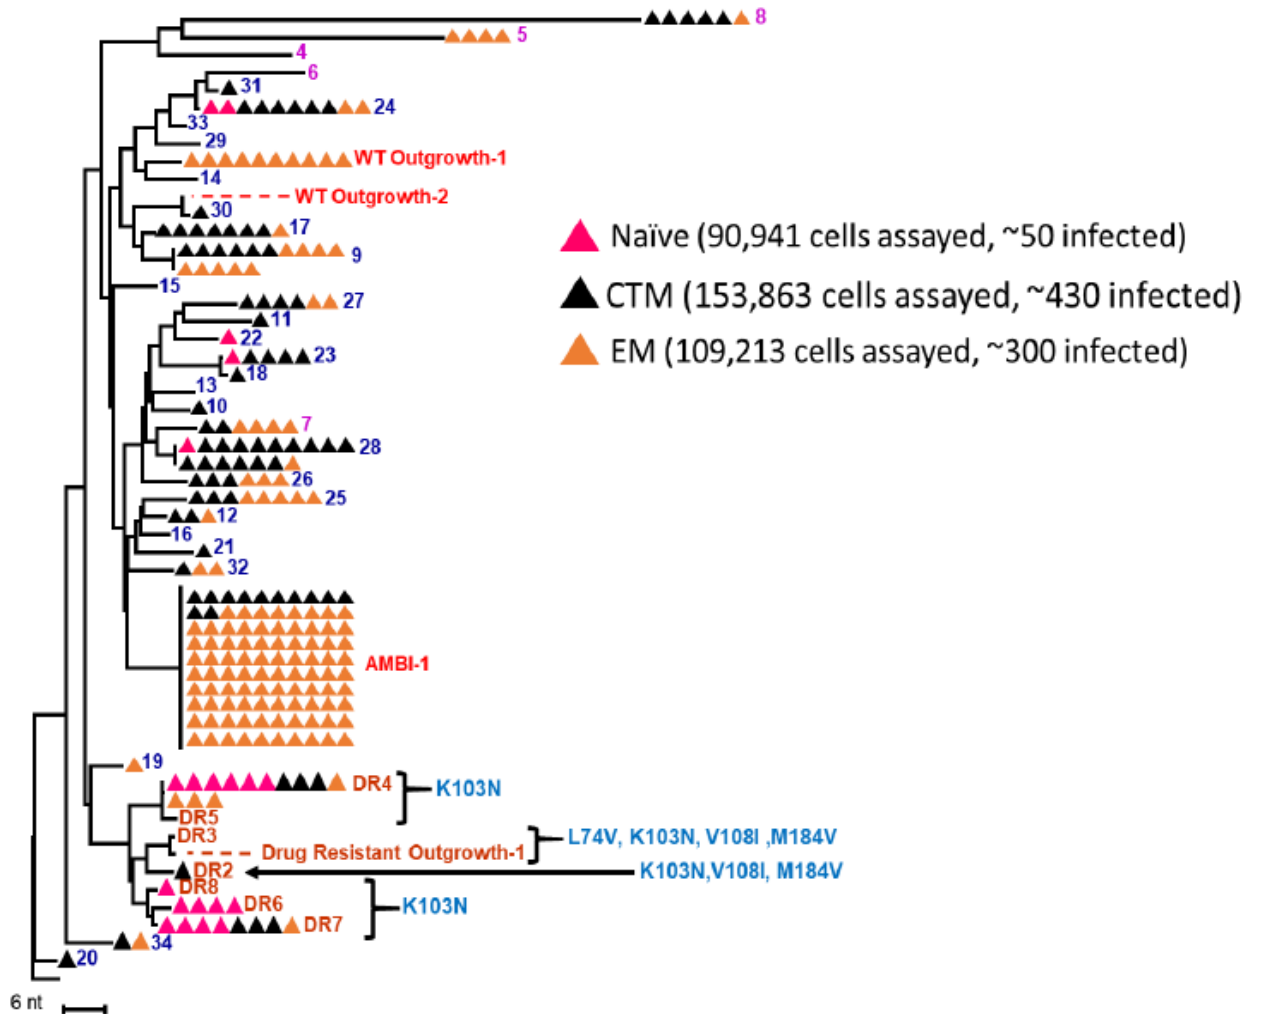 8
5
4
6
31
24
33
29
WT Outgrowth-1
14
WT Outgrowth-2
30
17
9
15
27
11
22
23
18
13
10
7
28
26
25
12
16
21
32
AMBI-1
19
DR4
K103N
DR5
DR3
L74V, K103N, V108I ,M184V
Drug Resistant Outgrowth-1
DR2
K103N,V108I, M184V
DR8
DR6
K103N
DR7
34
20
6 nt
Naïve (90,941 cells assayed, ~50 infected)
CTM (153,863 cells assayed, ~430 infected)
EM (109,213 cells assayed, ~300 infected)